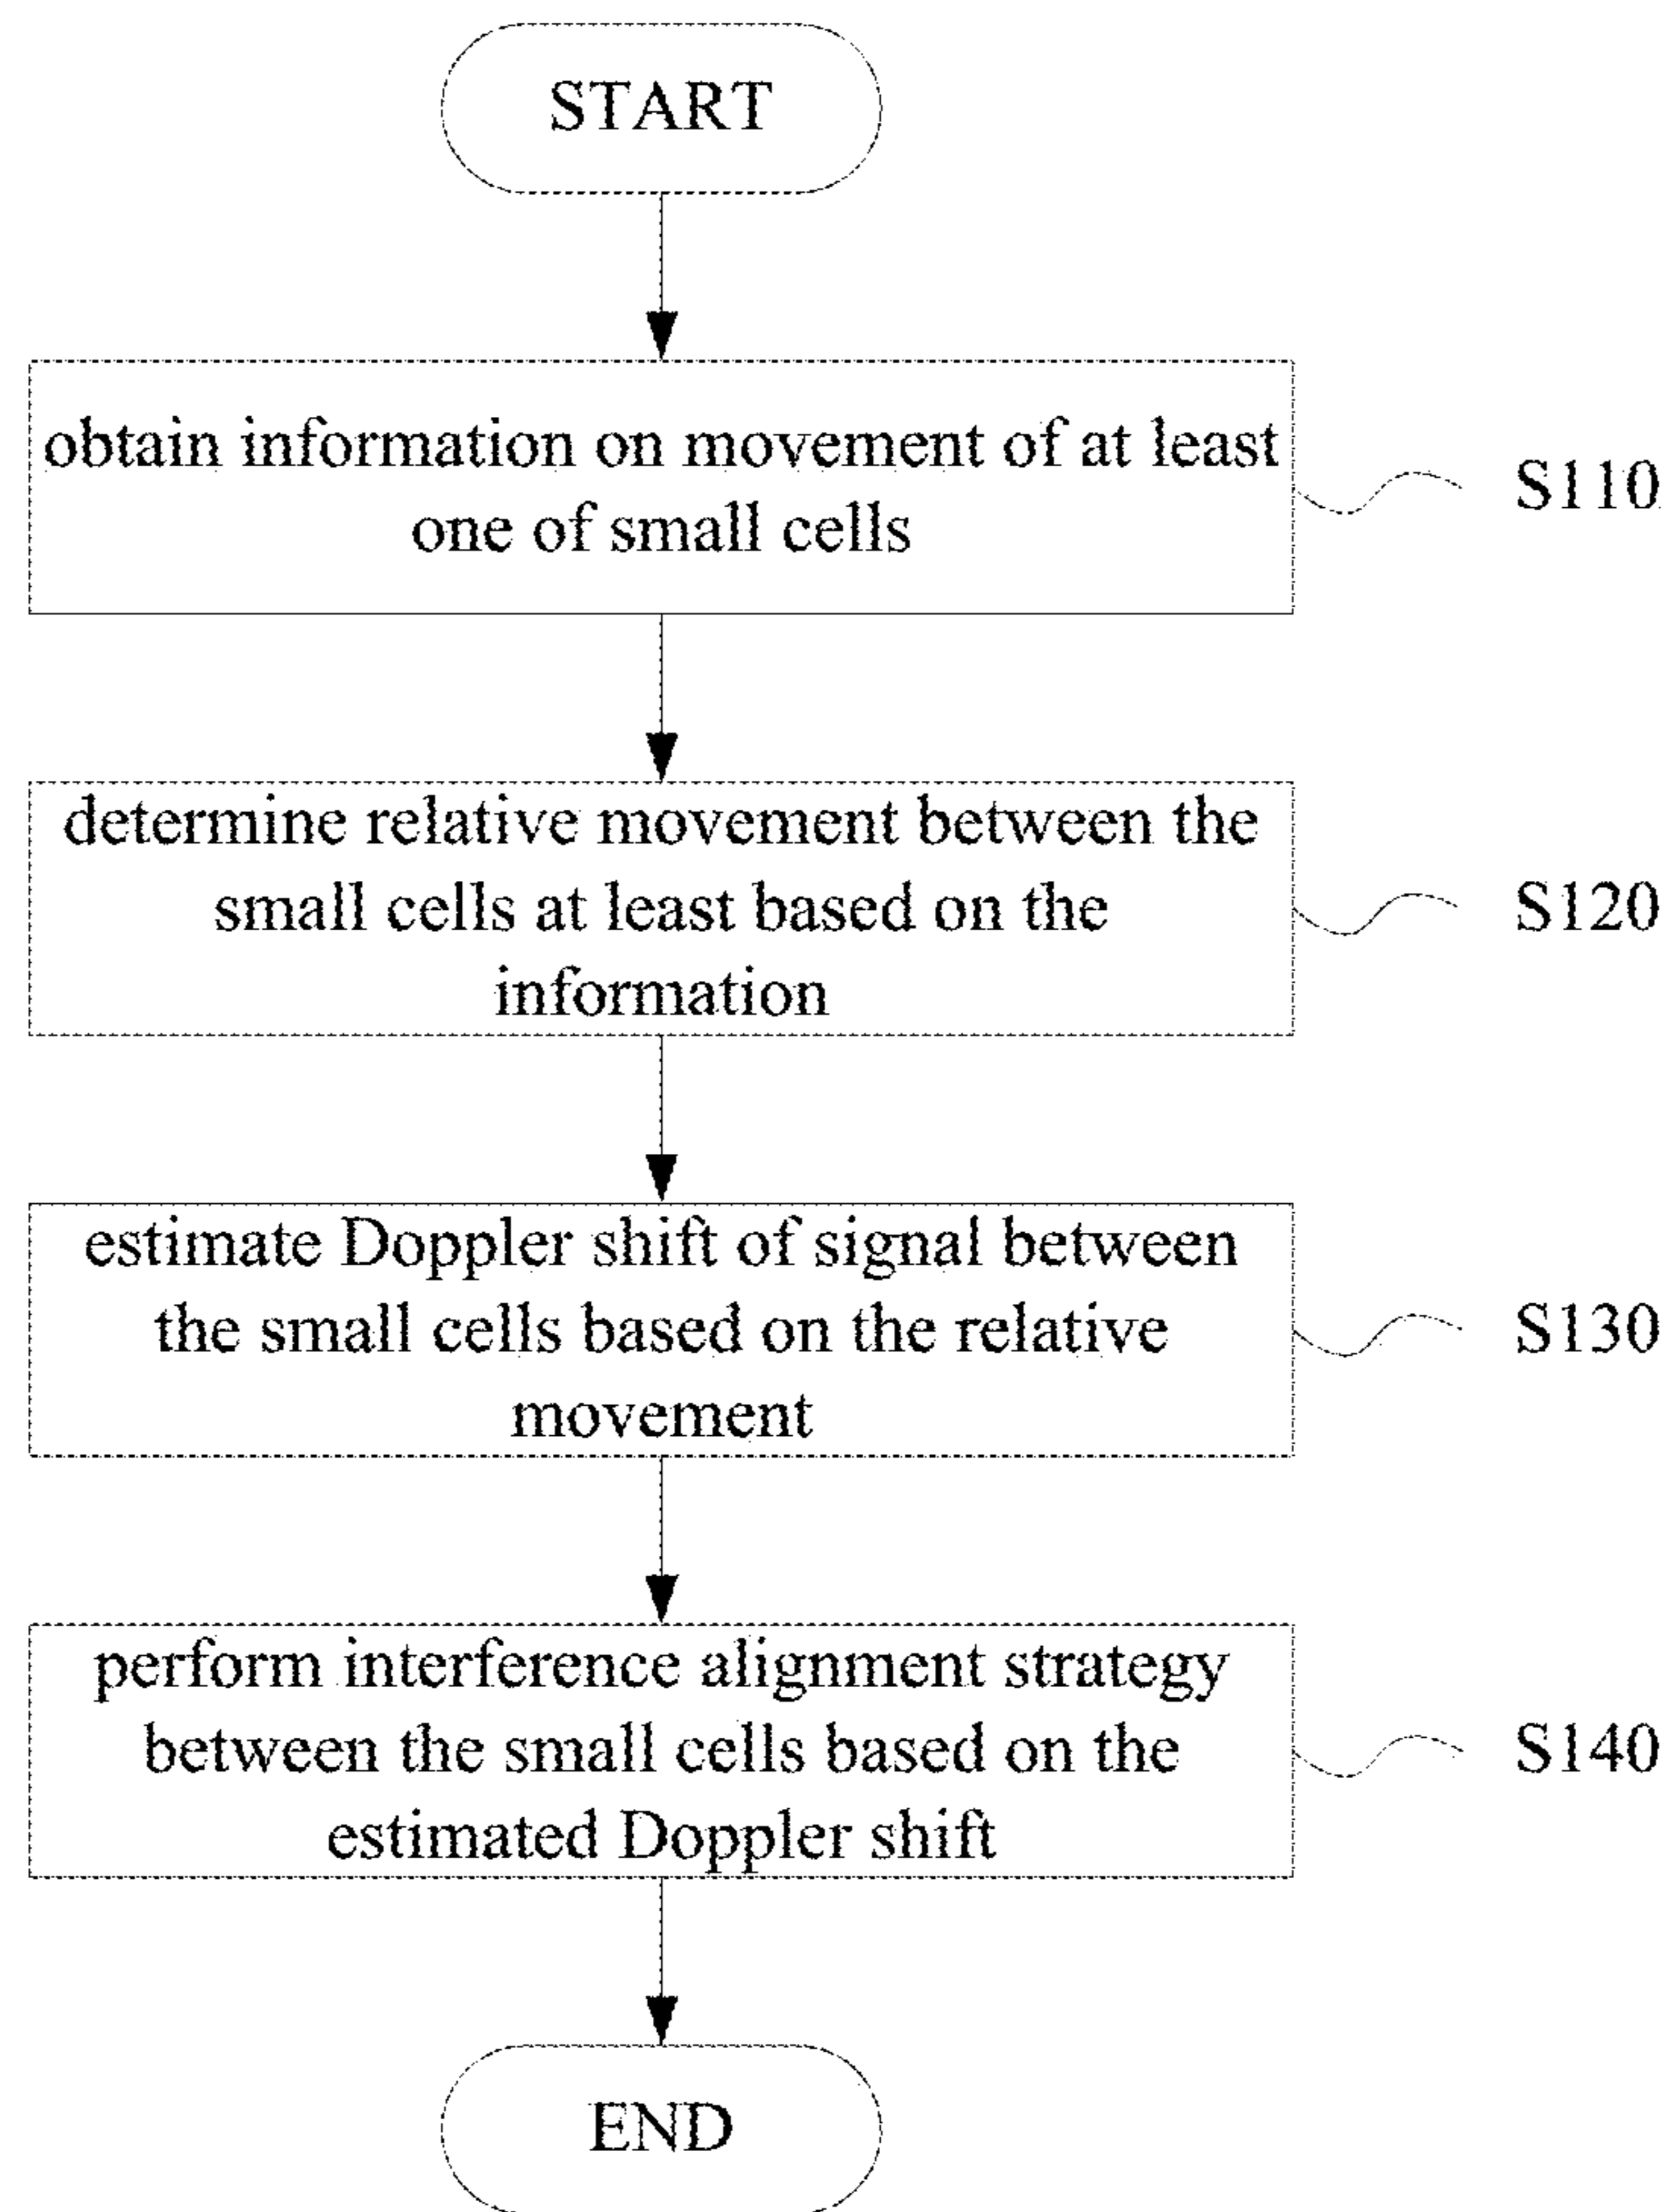 START
obtain information on movement of at least
one of small cells
S110
determine relative movement between the
small cells at least based on the
information
S120
estimate Doppler shift of signal between
the small cells based on the relative
movement
S130
perform interference alignment strategy
between the small cells based on the
estimated Doppler shift
S140
END